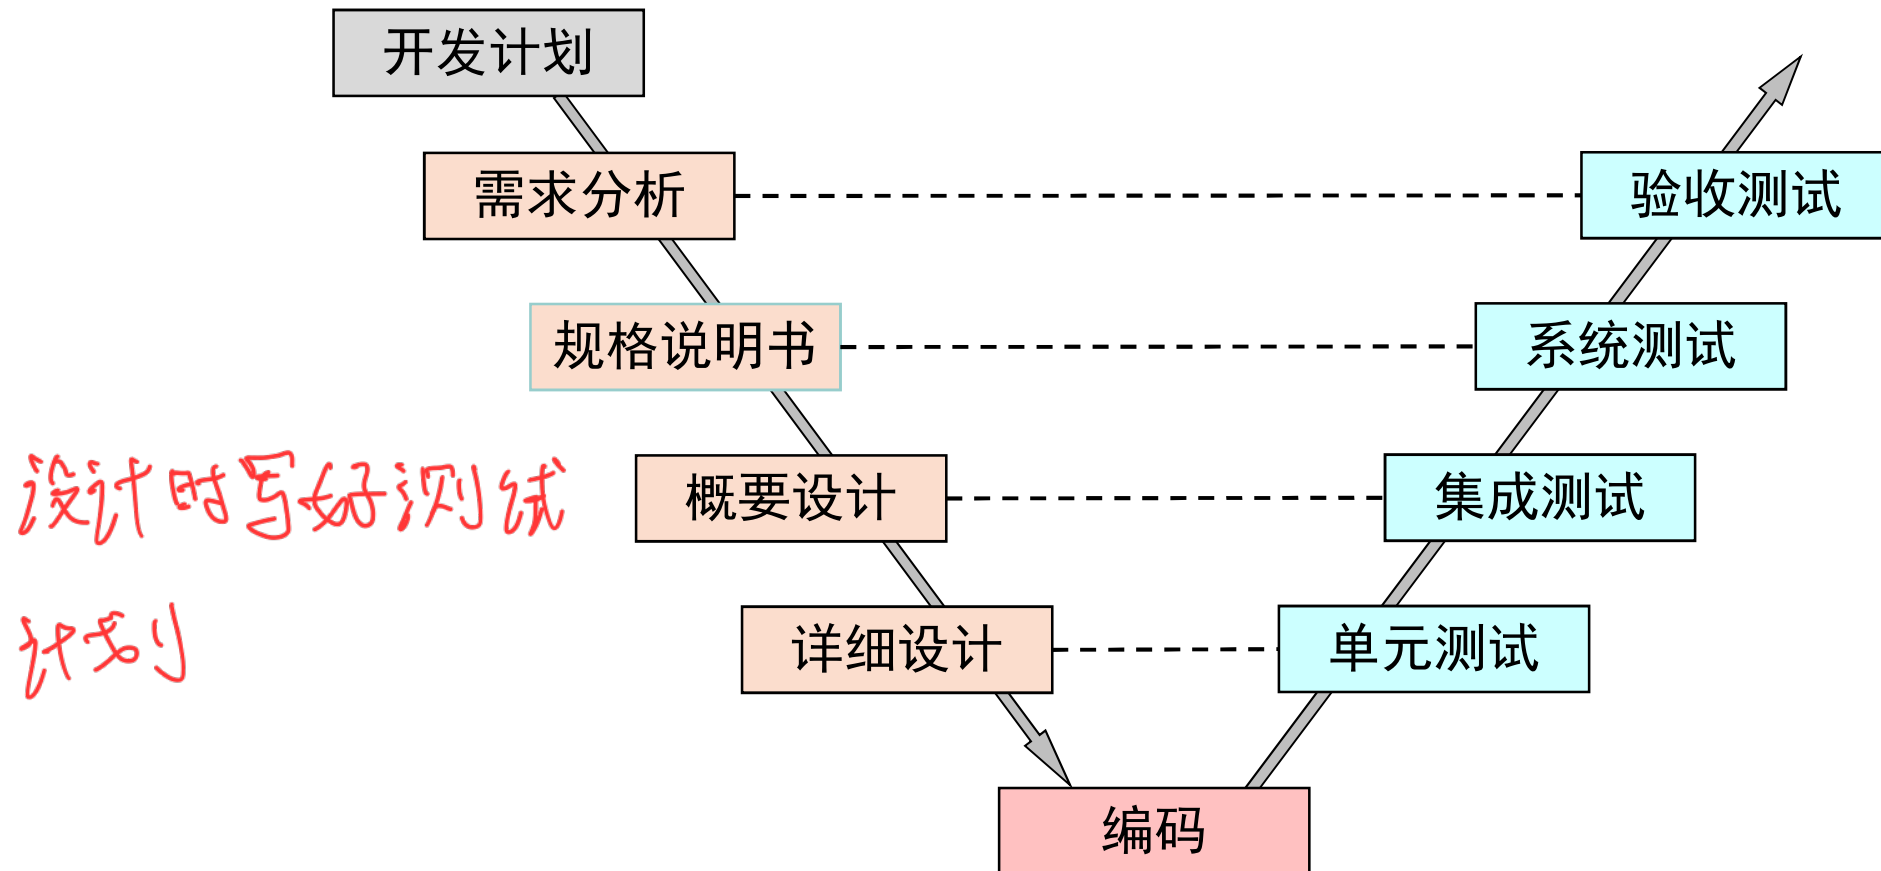 开发计划
需求分析
验收测试
规格说明书
系统测试
设计时写好测试
概要设计
集成测试
计划
详细设计
单元测试
编码